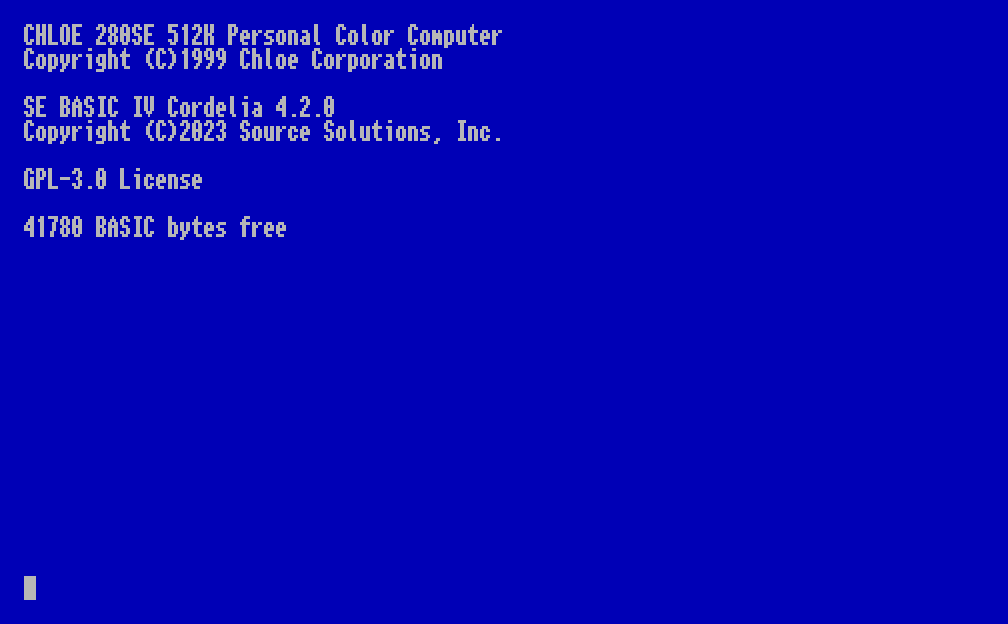 CHLOE 280SE 512K Personal Color Computer
Copyright (C)1999 Chloe Corporation
SE BASIC IV Cordelia 4.2.0
Copyright (C)2023 Source Solutions, Inc.
GPL-3.0 License
41780 BASIC bytes free